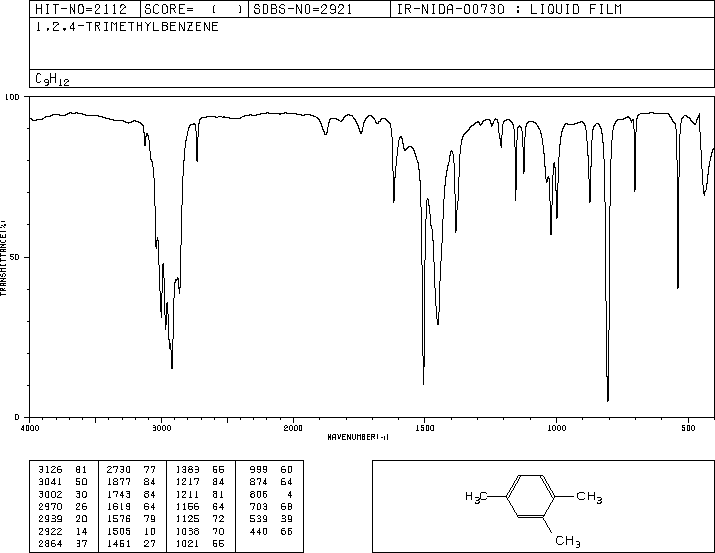 HIT-NO=2112 SCORE= ( ) SDBS-NO=2921 IR-NIDA-00730 : LIQUID FILM
1,2,4-TRIMETHYLBENZENE
C9H12
100
50
0
TRANSMITTANCE(%)
4000 3000 2000 1500 1000 500
WAVENUMBER(-1)
3126 81 2730 77 1383 55 999 60
3041 50 1877 84 1217 84 874 64
3002 30 1743 84 1211 81 806 4
2970 26 1619 64 1156 64 703 68
2939 20 1576 79 1125 72 539 39
2922 14 1505 10 1038 70 440 66
2864 37 1451 27 1021 55
H3C CH3
CH3